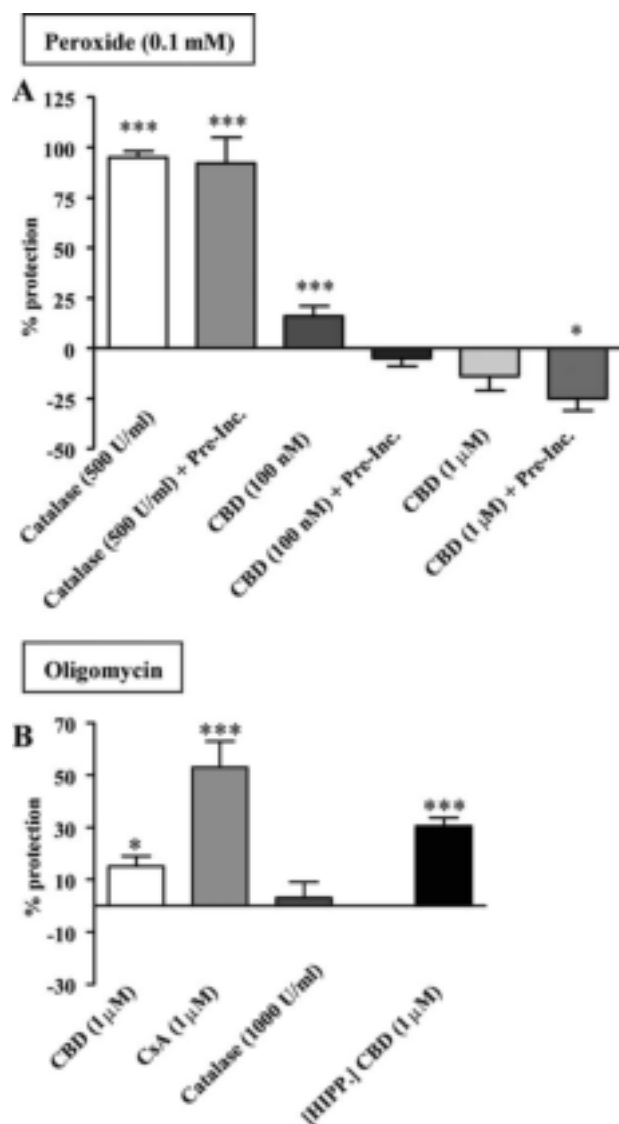 Peroxide (0.1 mM)
A
125
100
75
50
25
0
-25
-50
% protection
***
***
***
*
Catalase (500 U/ml)
Catalase (500 U/ml) + Pre-Inc.
CBD (100 nM)
CBD (100 nM) + Pre-Inc.
CBD (1 μM)
CBD (1 μM) + Pre-Inc.
Oligomycin
B
70
50
30
10
-10
-30
% protection
*
***
***
CBD (1 μM)
CsA (1 μM)
Catalase (1000 U/ml)
[HIPP.] CBD (1 μM)